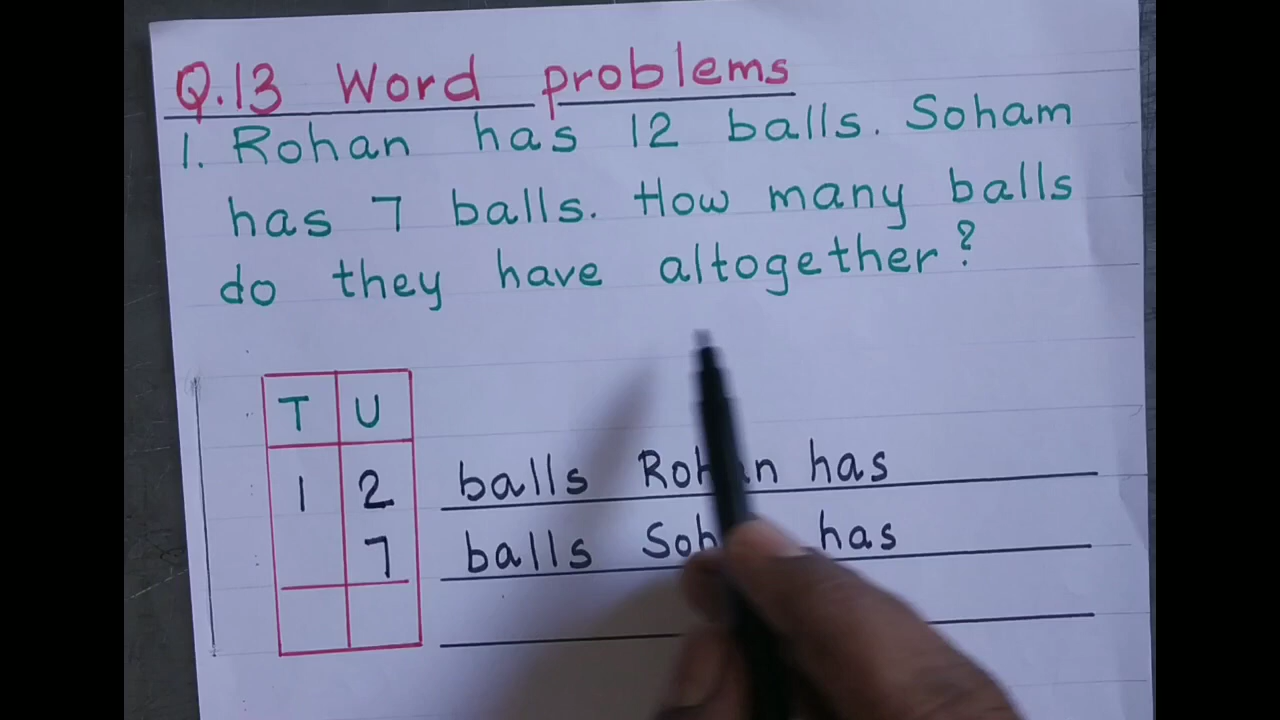 Q.13 Word problems
1. Rohan has 12 balls. Soham
has 7 balls. How many balls
do they have altogether?
T U
1 2 balls Rohan has
7 balls has